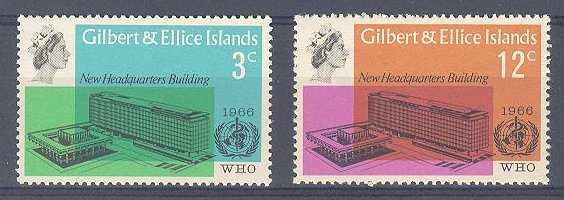 Gilbert & Ellice Islands
3c
New Headquarters Building
1966
WHO
Gilbert & Ellice Islands
12c
New Headquarters Building
1966
WHO